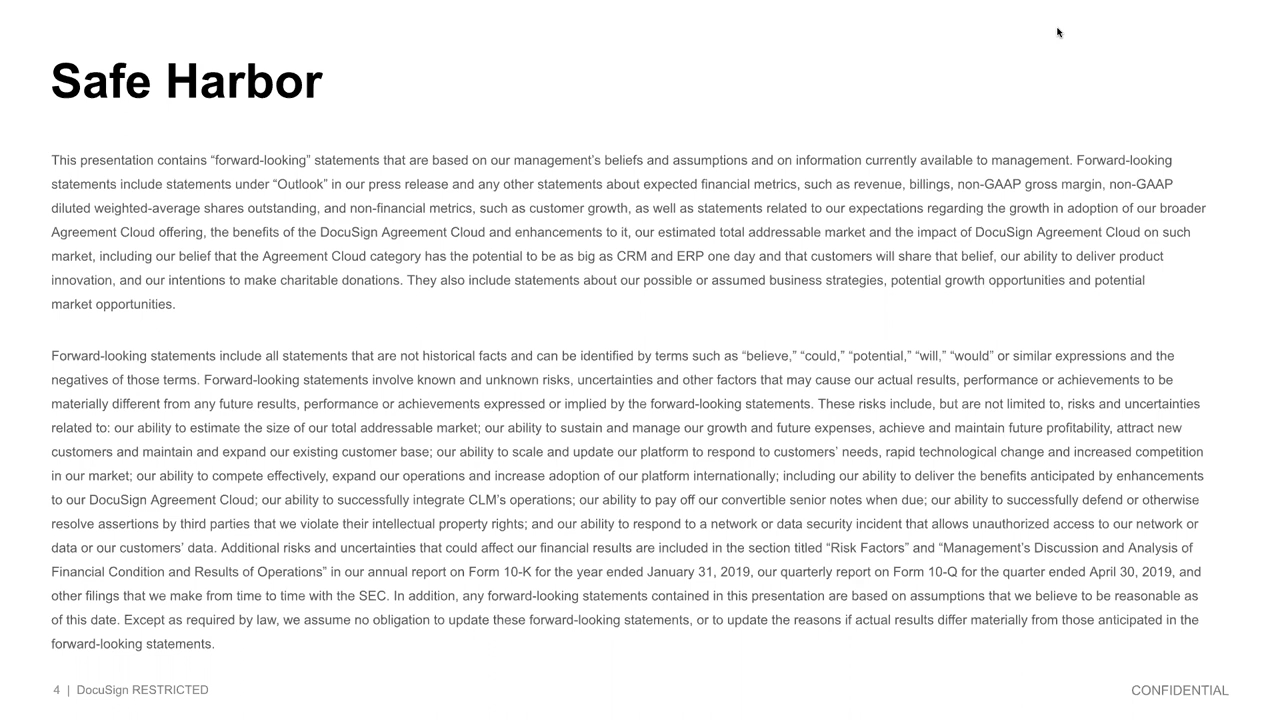 Safe Harbor
This presentation contains “forward-looking” statements that are based on our management’s beliefs and assumptions and on information currently available to management. Forward-looking
statements include statements under “Outlook” in our press release and any other statements about expected financial metrics, such as revenue, billings, non-GAAP gross margin, non-GAAP
diluted weighted-average shares outstanding, and non-financial metrics, such as customer growth, as well as statements related to our expectations regarding the growth in adoption of our broader
Agreement Cloud offering, the benefits of the DocuSign Agreement Cloud and enhancements to it, our estimated total addressable market and the impact of DocuSign Agreement Cloud on such
market, including our belief that the Agreement Cloud category has the potential to be as big as CRM and ERP one day and that customers will share that belief, our ability to deliver product
innovation, and our intentions to make charitable donations. They also include statements about our possible or assumed business strategies, potential growth opportunities and potential
market opportunities.
Forward-looking statements include all statements that are not historical facts and can be identified by terms such as “believe,” “could,” “potential,” “will,” “would” or similar expressions and the
negatives of those terms. Forward-looking statements involve known and unknown risks, uncertainties and other factors that may cause our actual results, performance or achievements to be
materially different from any future results, performance or achievements expressed or implied by the forward-looking statements. These risks include, but are not limited to, risks and uncertainties
related to: our ability to estimate the size of our total addressable market; our ability to sustain and manage our growth and future expenses, achieve and maintain future profitability, attract new
customers and maintain and expand our existing customer base; our ability to scale and update our platform to respond to customers’ needs, rapid technological change and increased competition
in our market; our ability to compete effectively, expand our operations and increase adoption of our platform internationally; including our ability to deliver the benefits anticipated by enhancements
to our DocuSign Agreement Cloud; our ability to successfully integrate CLM’s operations; our ability to pay off our convertible senior notes when due; our ability to successfully defend or otherwise
resolve assertions by third parties that we violate their intellectual property rights; and our ability to respond to a network or data security incident that allows unauthorized access to our network or
data or our customers’ data. Additional risks and uncertainties that could affect our financial results are included in the section titled “Risk Factors” and “Management’s Discussion and Analysis of
Financial Condition and Results of Operations” in our annual report on Form 10-K for the year ended January 31, 2019, our quarterly report on Form 10-Q for the quarter ended April 30, 2019, and
other filings that we make from time to time with the SEC. In addition, any forward-looking statements contained in this presentation are based on assumptions that we believe to be reasonable as
of this date. Except as required by law, we assume no obligation to update these forward-looking statements, or to update the reasons if actual results differ materially from those anticipated in the
forward-looking statements.
4 | DocuSign RESTRICTED
CONFIDENTIAL